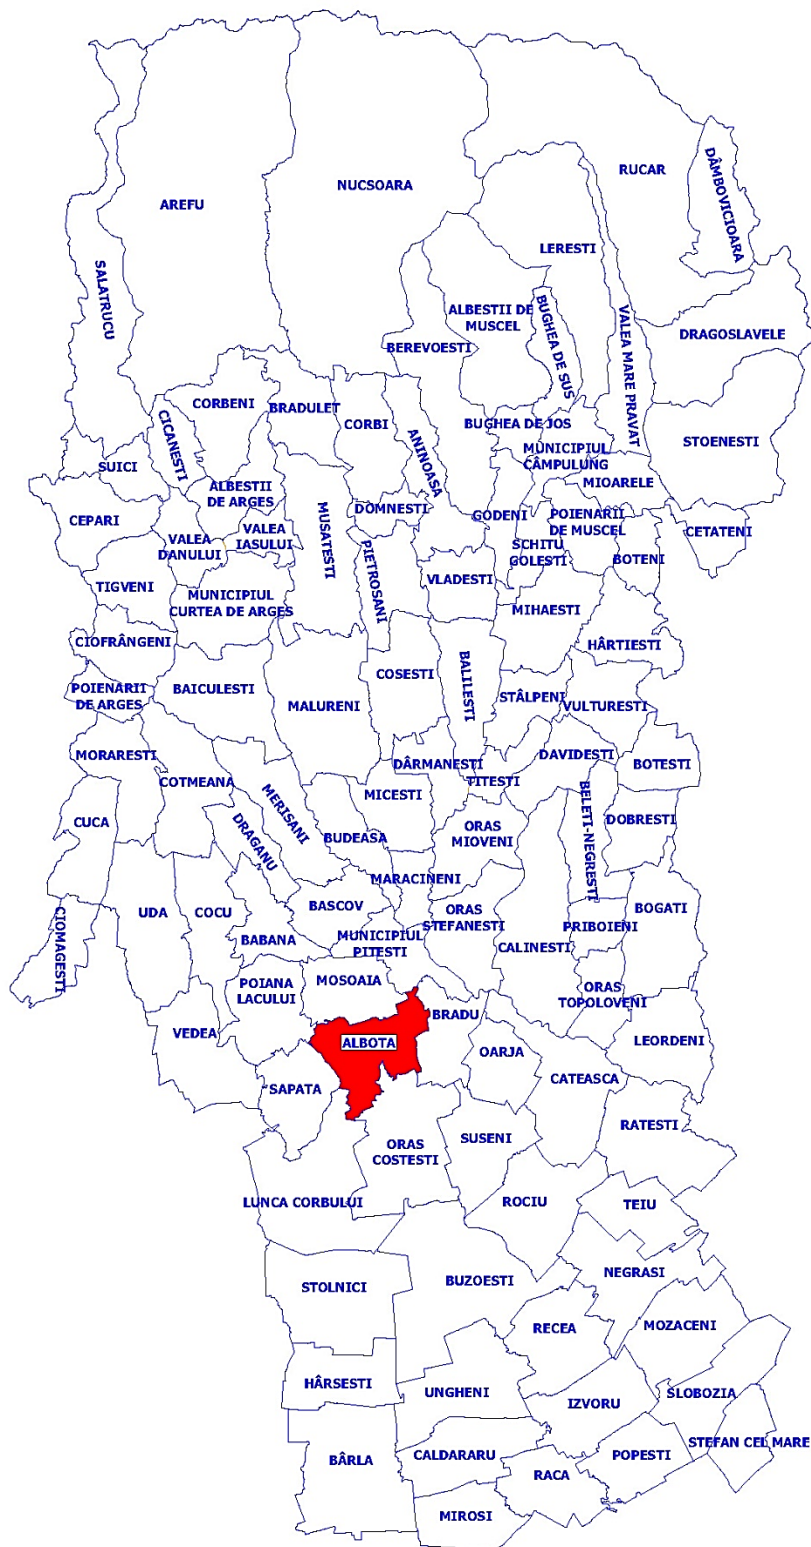 RUCAR
DÂMBOVICIOARA
NUCSOARA
AREFU
LERESTI
SALATRUCU
ALBESTII DE
MUSCEL
BUGHEA DE SUS
VALEA MARE PRAVAT
DRAGOSLAVELE
BEREVOESTI
CORBENI
BRADULET
CORBI
CICANESTI
ANINOASA
BUGHEA DE JOS
STOENESTI
MUNICIPIUL
CÂMPULUNG
SUICI
MIOARELE
ALBESTII
DE ARGES
MUSATESTI
DOMNESTI
GODENI
POIENARII
DE MUSCEL
CEPARI
VALEA
IASULUI
VALEA
DANULUI
PIETROSANI
SCHITU
GOLESTI
BOTENI
CETATENI
TIGVENI
VLADESTI
MUNICIPIUL
CURTEA DE ARGES
MIHAESTI
CIOFRÂNGENI
HÂRTIESTI
COSESTI
BALILESTI
POIENARII
DE ARGES
BAICULESTI
MALURENI
STÂLPENI
VULTURESTI
MORARESTI
DAVIDESTI
BOTESTI
DÂRMANESTI
TITESTI
COTMEANA
MERISANI
MICESTI
BELETI-NEGRESTI
CUCA
DRAGANU
BUDEASA
ORAS
MIOVENI
DOBRESTI
MARACINENI
CIOMAGESTI
UDA
COCU
BASCOV
ORAS
STEFANESTI
BOGATI
BABANA
MUNICIPIUL
PITESTI
CALINESTI
PRIBOIENI
POIANA
LACULUI
MOSOAIA
ORAS
TOPOLOVENI
VEDEA
BRADU
LEORDENI
ALBOTA
OARJA
SAPATA
CATEASCA
RATESTI
ORAS
COSTESTI
SUSENI
LUNCA CORBULUI
ROCIU
TEIU
STOLNICI
BUZOESTI
NEGRASI
RECEA
MOZACENI
HÂRSESTI
UNGHENI
IZVORU
SLOBOZIA
STEFAN CEL MARE
BÂRLA
CALDARARU
POPESTI
RACA
MIROSI